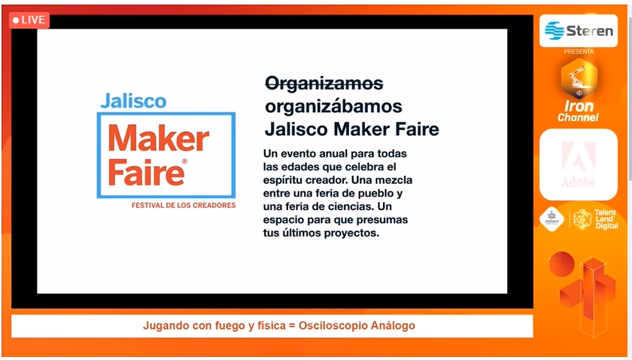 LIVE
Jalisco
Maker
Faire®
FESTIVAL DE LOS CREADORES
Organizamos
organizábamos
Jalisco Maker Faire
Un evento anual para todas
las edades que celebra el
espíritu creador. Una mezcla
entre una feria de pueblo y
una feria de ciencias. Un
espacio para que presumas
tus últimos proyectos.
Steren
PRESENTA
Iron
Channel
Adobe
Talent
Land
Digital
Jugando con fuego y física = Osciloscopio Análogo